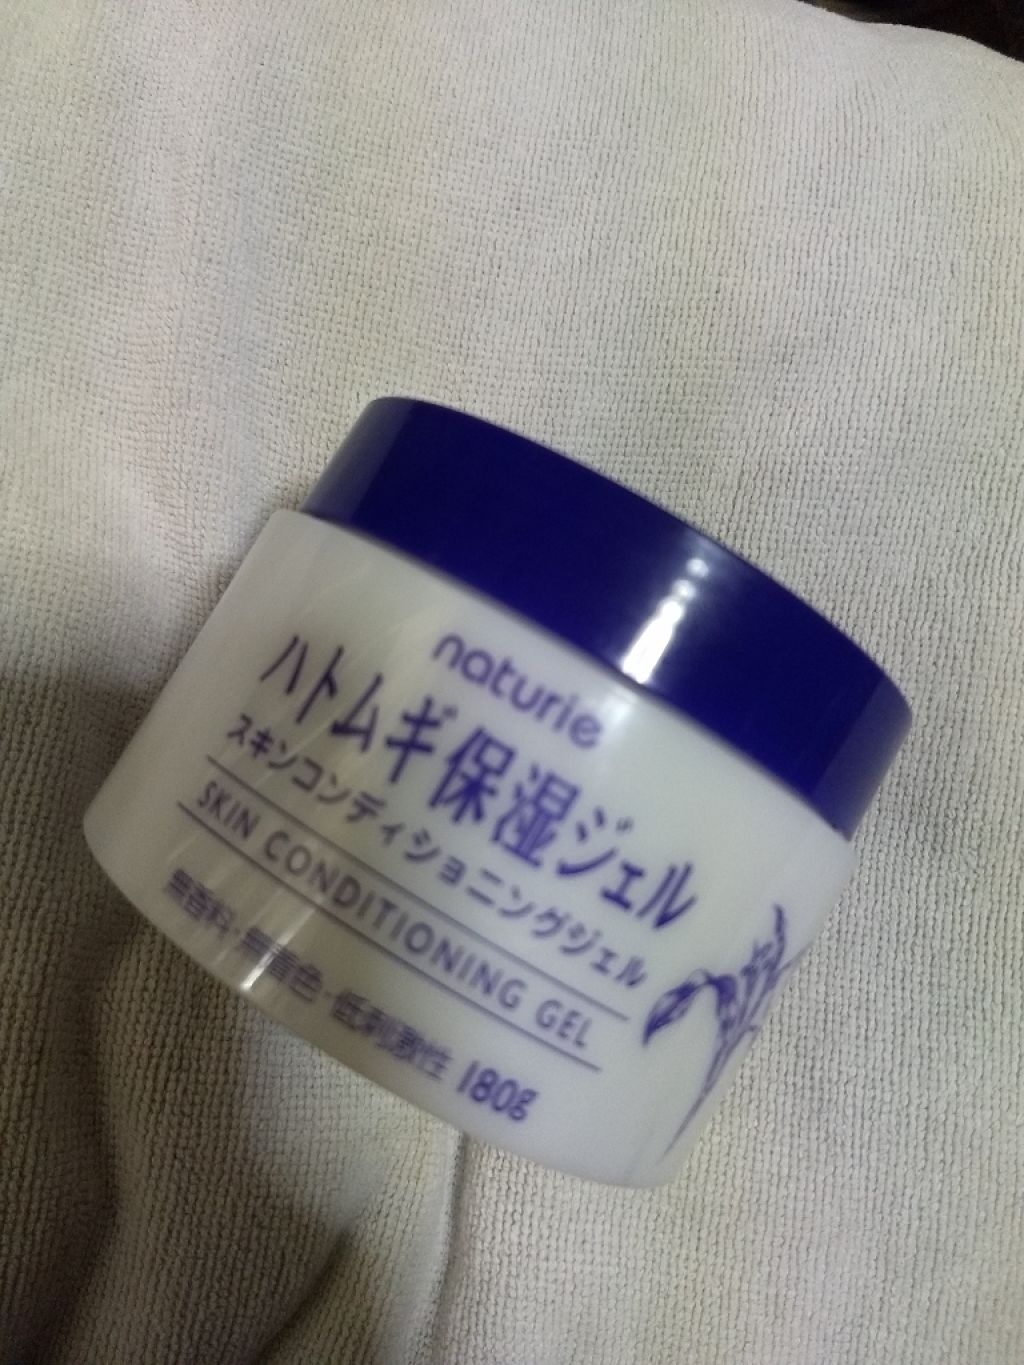 naturie
ハトムギ保湿ジェル
スキンコンディショニングジェル
SKIN CONDITIONING GEL
無香料・無着色・低刺激性 180g